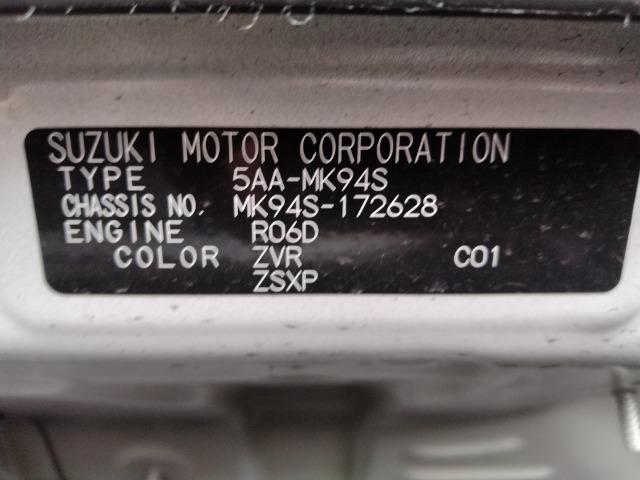 SUZUKI MOTOR CORPORATION
TYPE 5AA-MK94S
CHASSIS NO. MK94S-172628
ENGINE R06D
COLOR ZVR C01
ZSXP